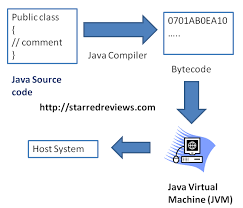 Public class
{
// comment
}
Java Source
code
Java Compiler
0701AB0EA10
.....
Bytecode
http://starredreviews.com
Host System
Java Virtual
Machine (JVM)